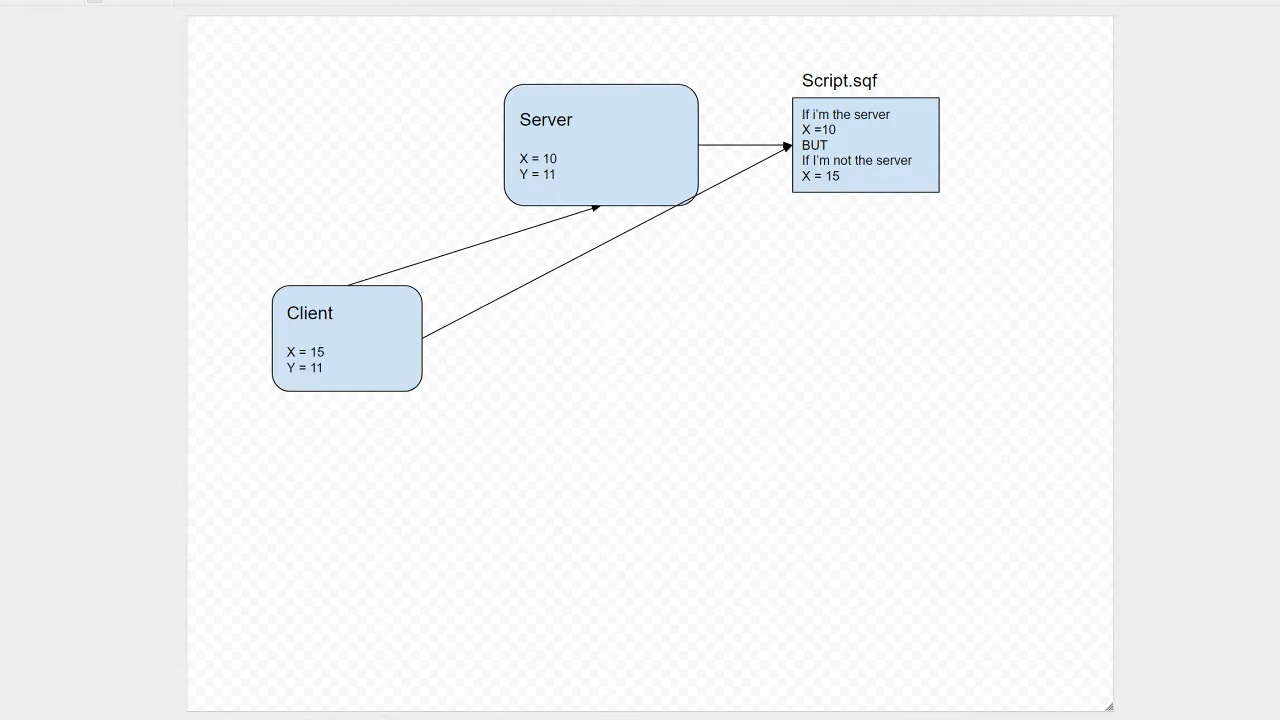 Script.sqf
Server
X = 10
Y = 11
If i'm the server
X =10
BUT
If I'm not the server
X = 15
Client
X = 15
Y = 11